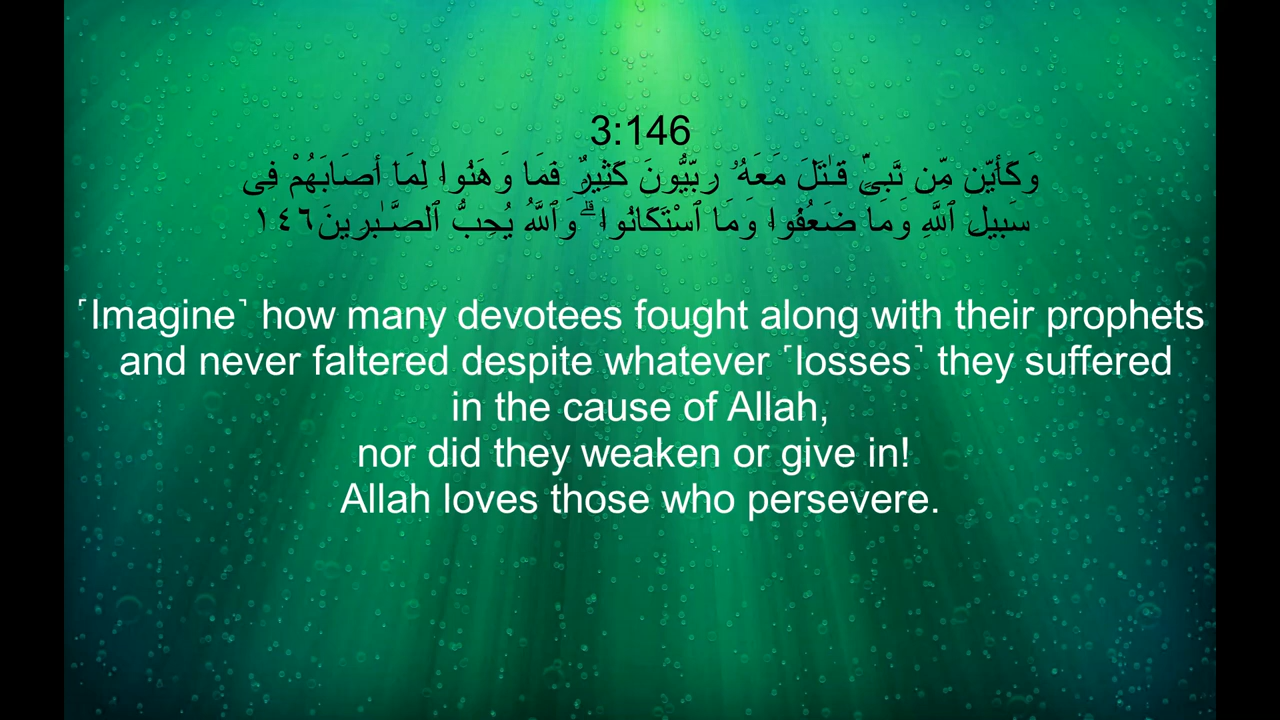 3:146
وَكَأَيِّن مِّن نَّبِىٍّۢ قَـٰتَلَ مَعَهُۥ رِبِّيُّونَ كَثِيرٌۭ فَمَا وَهَنُوا۟ لِمَآ أَصَابَهُمْ فِى
سَبِيلِ ٱللَّهِ وَمَا ضَعُفُوا۟ وَمَا ٱسْتَكَانُوا۟ ۗ وَٱللَّهُ يُحِبُّ ٱلصَّـٰبِرِينَ١٤٦
˹Imagine˺ how many devotees fought along with their prophets
and never faltered despite whatever ˹losses˺ they suffered
in the cause of Allah,
nor did they weaken or give in!
Allah loves those who persevere.